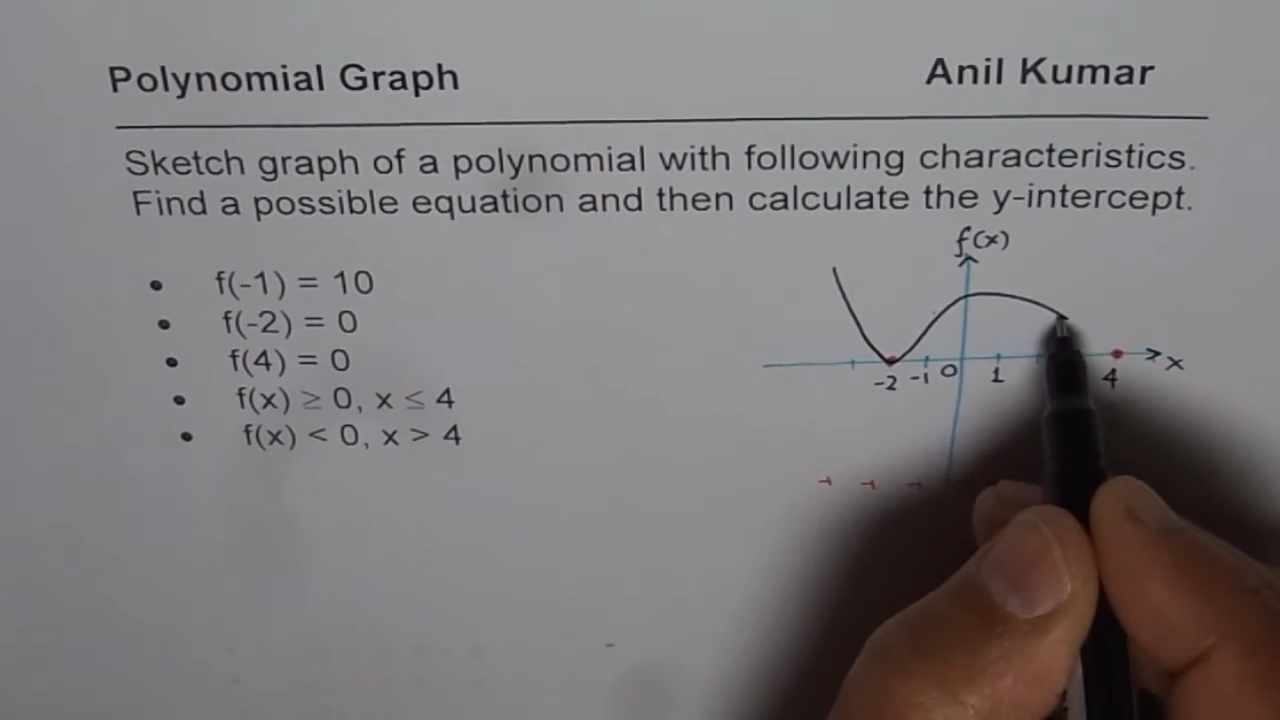 Polynomial Graph Anil Kumar
Sketch graph of a polynomial with following characteristics.
Find a possible equation and then calculate the y-intercept.
f(x)
• f(-1) = 10
• f(-2) = 0
• f(4) = 0
• f(x) ≥ 0, x ≤ 4
• f(x) < 0, x > 4
x
-2 -1 0 1 4